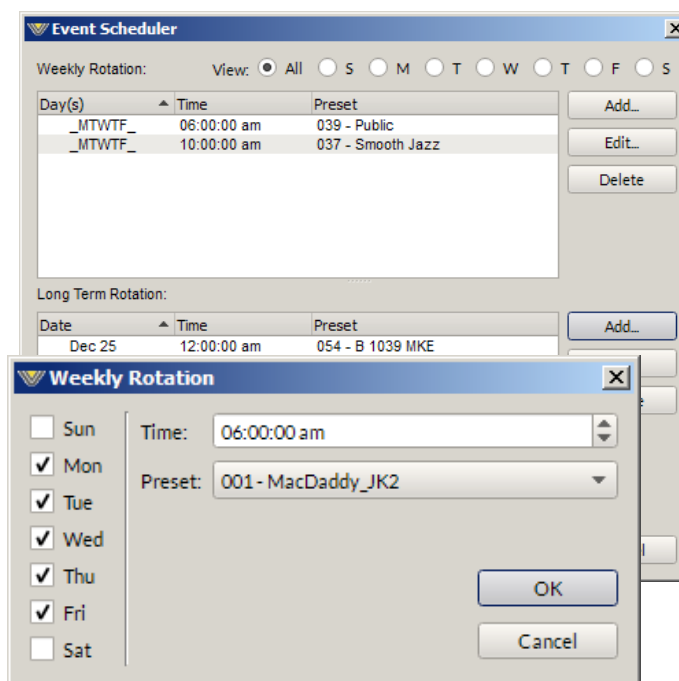 Event Scheduler
Weekly Rotation: View: All S M T W T F S
Day(s) Time Preset
_MTWTF_ 06:00:00 am 039 - Public
_MTWTF_ 10:00:00 am 037 - Smooth Jazz
Add...
Edit...
Delete
Long Term Rotation:
Date Time Preset
Dec 25 12:00:00 am 054 - B 1039 MKE
Add...
Weekly Rotation
Sun
Mon
Tue
Wed
Thu
Fri
Sat
Time: 06:00:00 am
Preset: 001 - MacDaddy_JK2
OK
Cancel